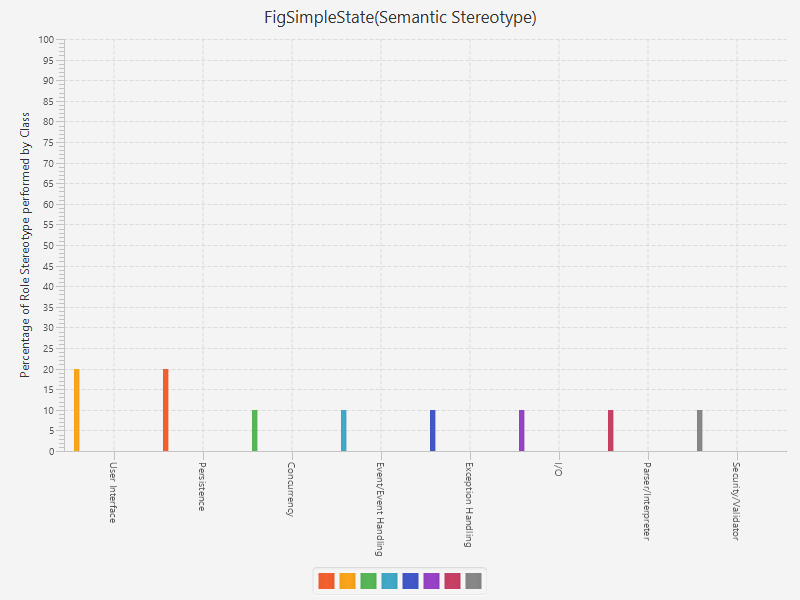 FigSimpleState(Semantic Stereotype)
Percentage of Role Stereotype performed by Class
100
95
90
85
80
75
70
65
60
55
50
45
40
35
30
25
20
15
10
5
0
User Interface
Persistence
Concurrency
Event/Event Handling
Exception Handling
I/O
Parser/Interpreter
Security/Validator